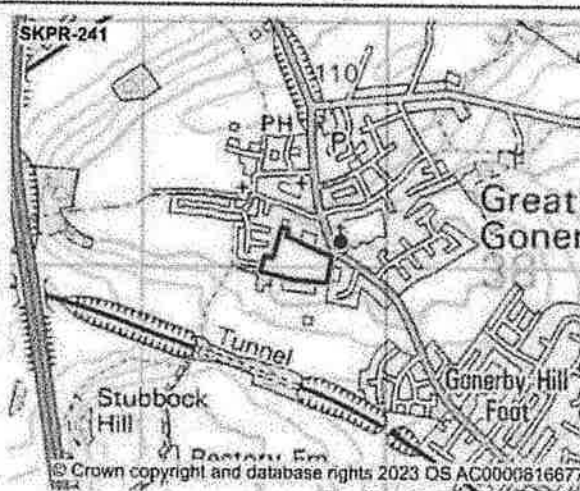 SKPR-241
110
PH
P
Great
Goner
Tunnel
Gonerby Hill
Foot
Stubbock
Hill
© Crown copyright and database rights 2023 OS AC0000816677